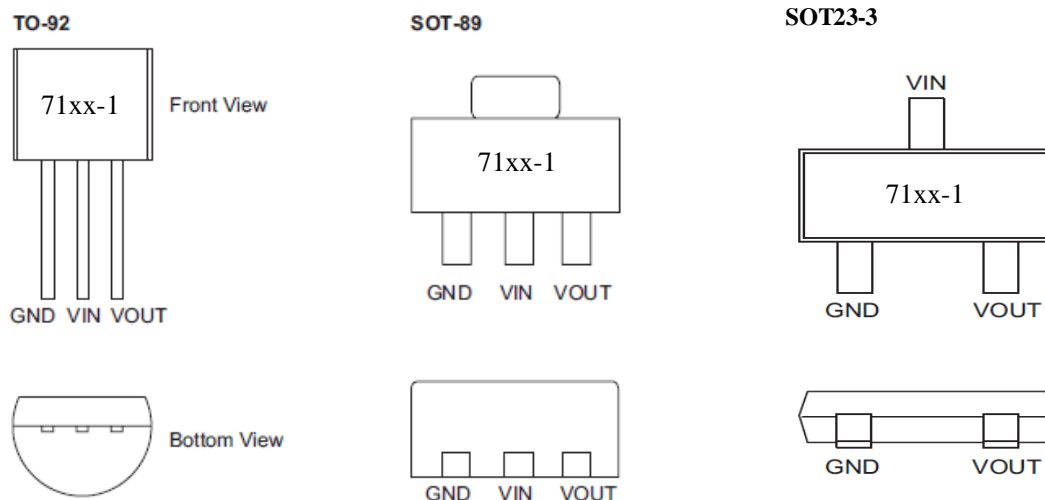 TO-92
SOT-89
SOT23-3
71xx-1
Front View
GND VIN VOUT
Bottom View
71xx-1
GND VIN VOUT
GND VIN VOUT
VIN
71xx-1
GND VOUT
GND VOUT